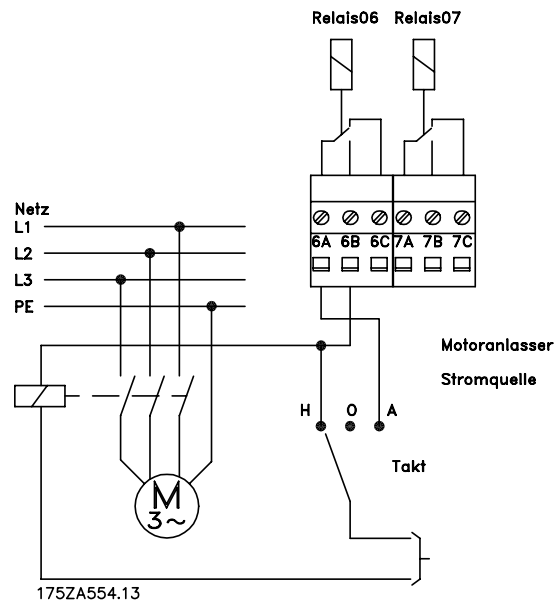 Relais06 Relais07
6A 6B 6C 7A 7B 7C
Netz
L1
L2
L3
PE
Motoranlasser
Stromquelle
H O A
Takt
M
3~
175ZA554.13